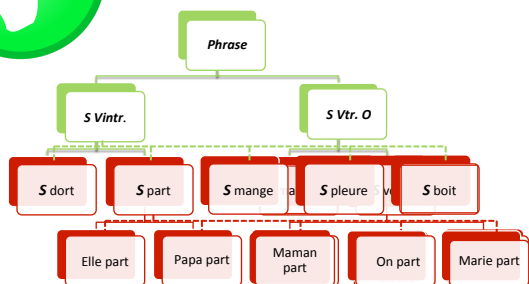 Phrase
S Vintr.
S Vtr. O
S dort
S part
S mange
S pleure
S boit
Elle part
Papa part
Maman
part
On part
Marie part